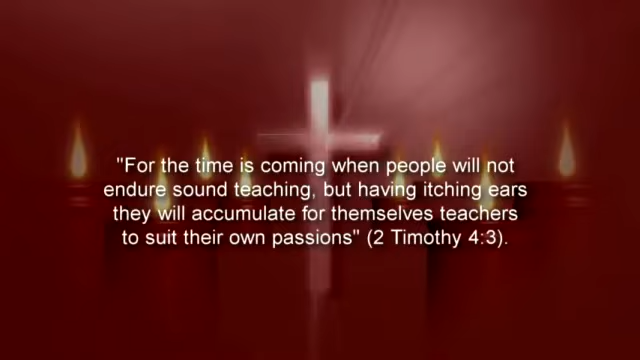 "For the time is coming when people will not
endure sound teaching, but having itching ears
they will accumulate for themselves teachers
to suit their own passions" (2 Timothy 4:3).